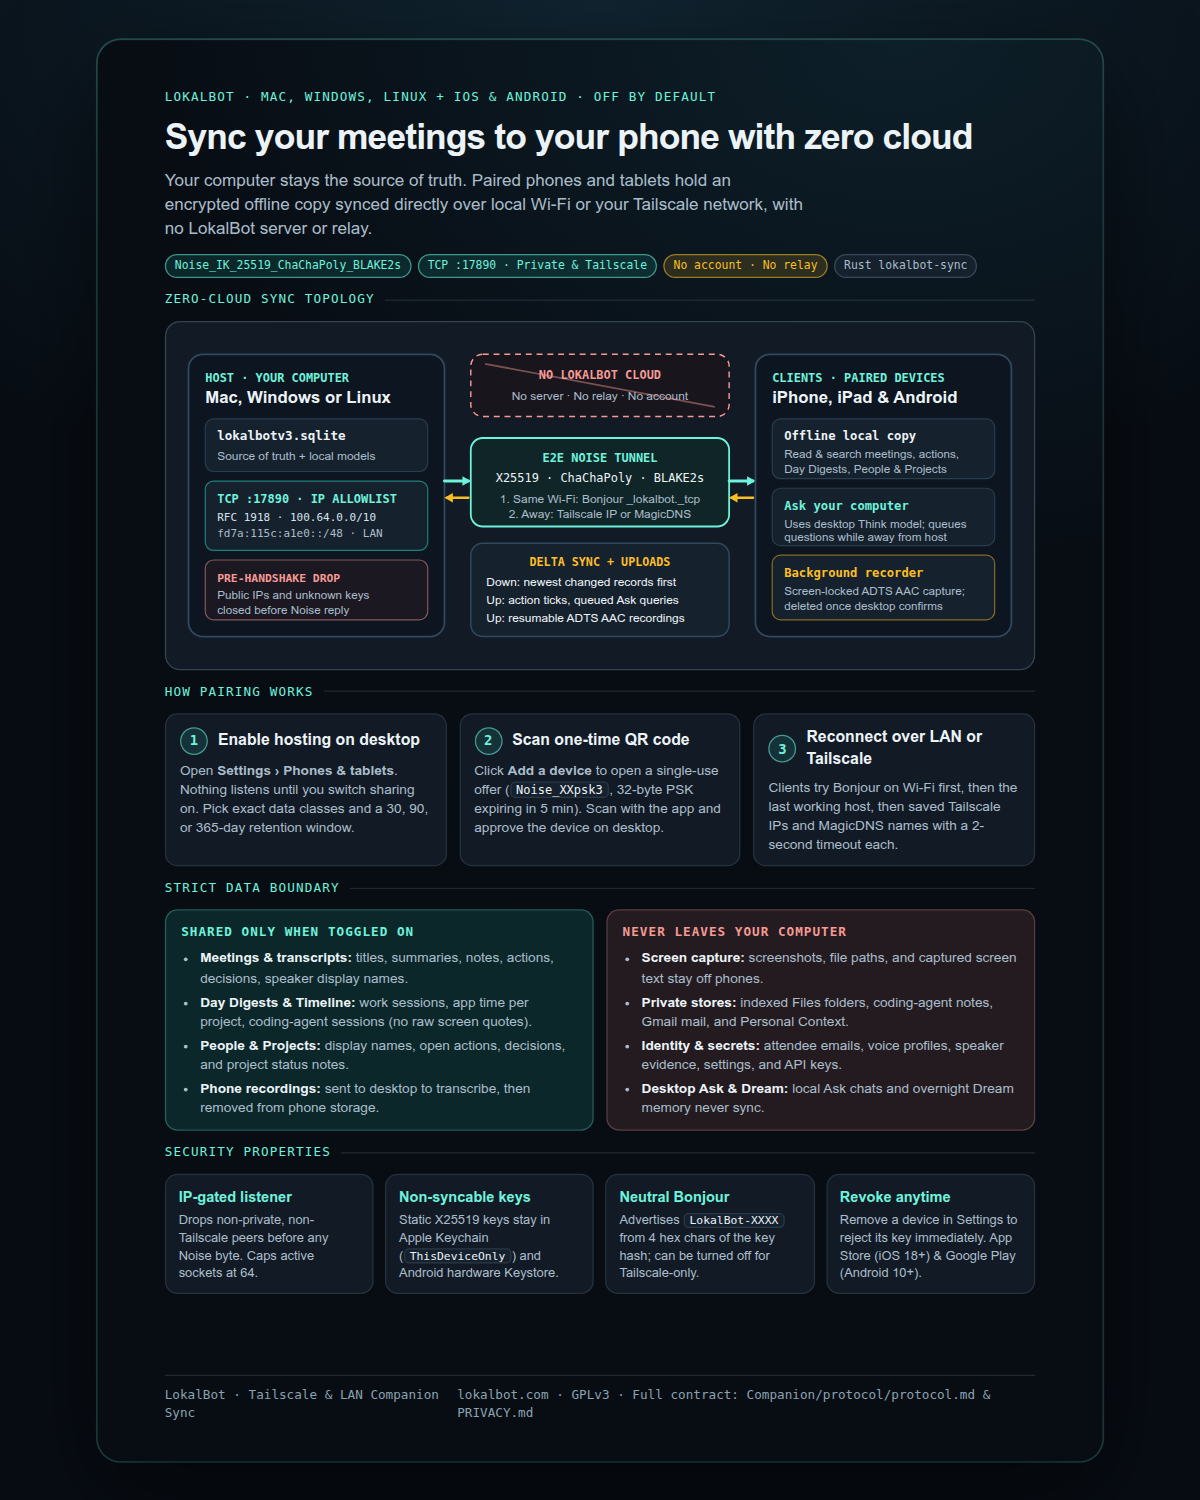 LOKALBOT · MAC, WINDOWS, LINUX + IOS & ANDROID · OFF BY DEFAULT
Sync your meetings to your phone with zero cloud
Your computer stays the source of truth. Paired phones and tablets hold an
encrypted offline copy synced directly over local Wi-Fi or your Tailscale network, with
no LokalBot server or relay.
Noise_IK_25519_ChaChaPoly_BLAKE2s
TCP :17890 · Private & Tailscale
No account · No relay
Rust lokalbot-sync
ZERO-CLOUD SYNC TOPOLOGY
HOST · YOUR COMPUTER
Mac, Windows or Linux
lokalbotv3.sqlite
Source of truth + local models
TCP :17890 · IP ALLOWLIST
RFC 1918 · 100.64.0.0/10
fd7a:115c:a1e0::/48 · LAN
PRE-HANDSHAKE DROP
Public IPs and unknown keys
closed before Noise reply
NO LOKALBOT CLOUD
No server · No relay · No account
E2E NOISE TUNNEL
X25519 · ChaChaPoly · BLAKE2s
1. Same Wi-Fi: Bonjour _lokalbot._tcp
2. Away: Tailscale IP or MagicDNS
DELTA SYNC + UPLOADS
Down: newest changed records first
Up: action ticks, queued Ask queries
Up: resumable ADTS AAC recordings
CLIENTS · PAIRED DEVICES
iPhone, iPad & Android
Offline local copy
Read & search meetings, actions,
Day Digests, People & Projects
Ask your computer
Uses desktop Think model; queues
questions while away from host
Background recorder
Screen-locked ADTS AAC capture;
deleted once desktop confirms
HOW PAIRING WORKS
1 Enable hosting on desktop
Open Settings › Phones & tablets.
Nothing listens until you switch sharing
on. Pick exact data classes and a 30, 90,
or 365-day retention window.
2 Scan one-time QR code
Click Add a device to open a single-use
offer (Noise_XXpsk3, 32-byte PSK
expiring in 5 min). Scan with the app and
approve the device on desktop.
3 Reconnect over LAN or
Tailscale
Clients try Bonjour on Wi-Fi first, then the
last working host, then saved Tailscale
IPs and MagicDNS names with a 2-
second timeout each.
STRICT DATA BOUNDARY
SHARED ONLY WHEN TOGGLED ON
• Meetings & transcripts: titles, summaries, notes, actions,
decisions, speaker display names.
• Day Digests & Timeline: work sessions, app time per
project, coding-agent sessions (no raw screen quotes).
• People & Projects: display names, open actions, decisions,
and project status notes.
• Phone recordings: sent to desktop to transcribe, then
removed from phone storage.
NEVER LEAVES YOUR COMPUTER
• Screen capture: screenshots, file paths, and captured screen
text stay off phones.
• Private stores: indexed Files folders, coding-agent notes,
Gmail mail, and Personal Context.
• Identity & secrets: attendee emails, voice profiles, speaker
evidence, settings, and API keys.
• Desktop Ask & Dream: local Ask chats and overnight Dream
memory never sync.
SECURITY PROPERTIES
IP-gated listener
Drops non-private, non-
Tailscale peers before any
Noise byte. Caps active
sockets at 64.
Non-syncable keys
Static X25519 keys stay in
Apple Keychain
(ThisDeviceOnly) and
Android hardware Keystore.
Neutral Bonjour
Advertises LokalBot-XXXX
from 4 hex chars of the key
hash; can be turned off for
Tailscale-only.
Revoke anytime
Remove a device in Settings to
reject its key immediately. App
Store (iOS 18+) & Google Play
(Android 10+).
LokalBot · Tailscale & LAN Companion
Sync
lokalbot.com · GPLv3 · Full contract: Companion/protocol/protocol.md &
PRIVACY.md